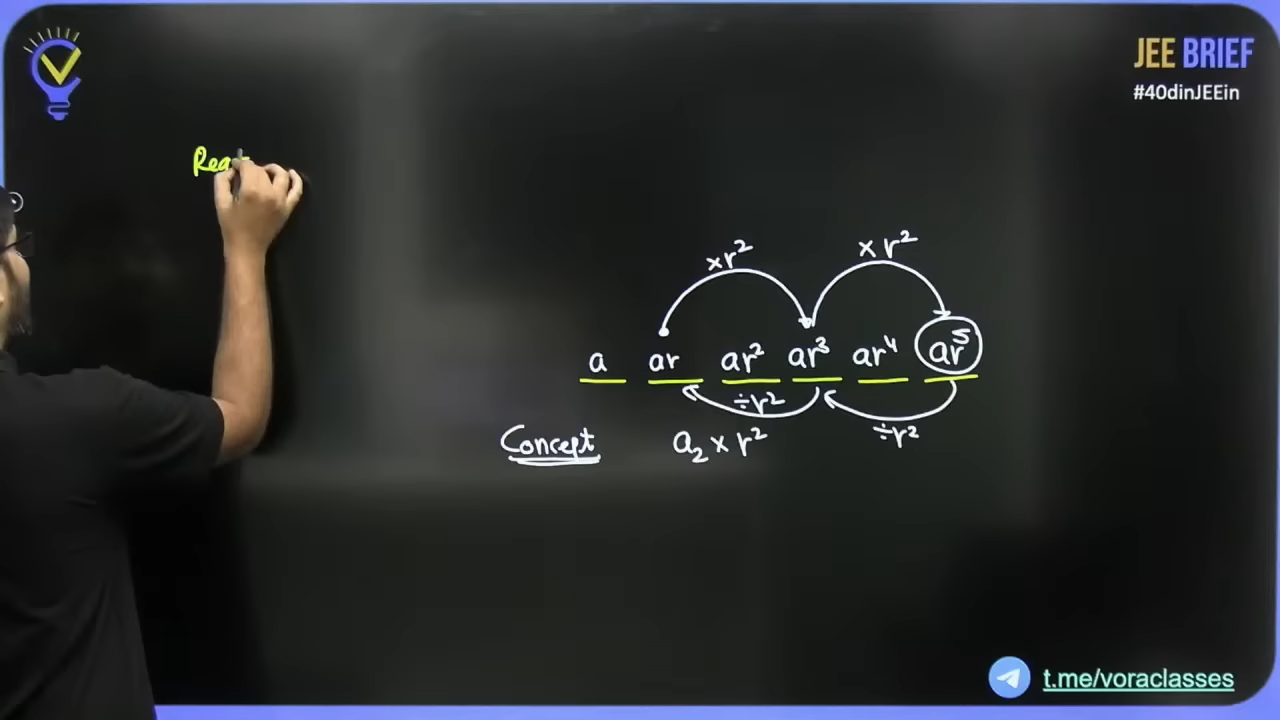 JEE BRIEF
#40dinJEEin
×r² ×r²
a ar ar² ar³ ar⁴ ar⁵
÷r² ÷r²
Concept a₂ × r²
t.me/voraclasses